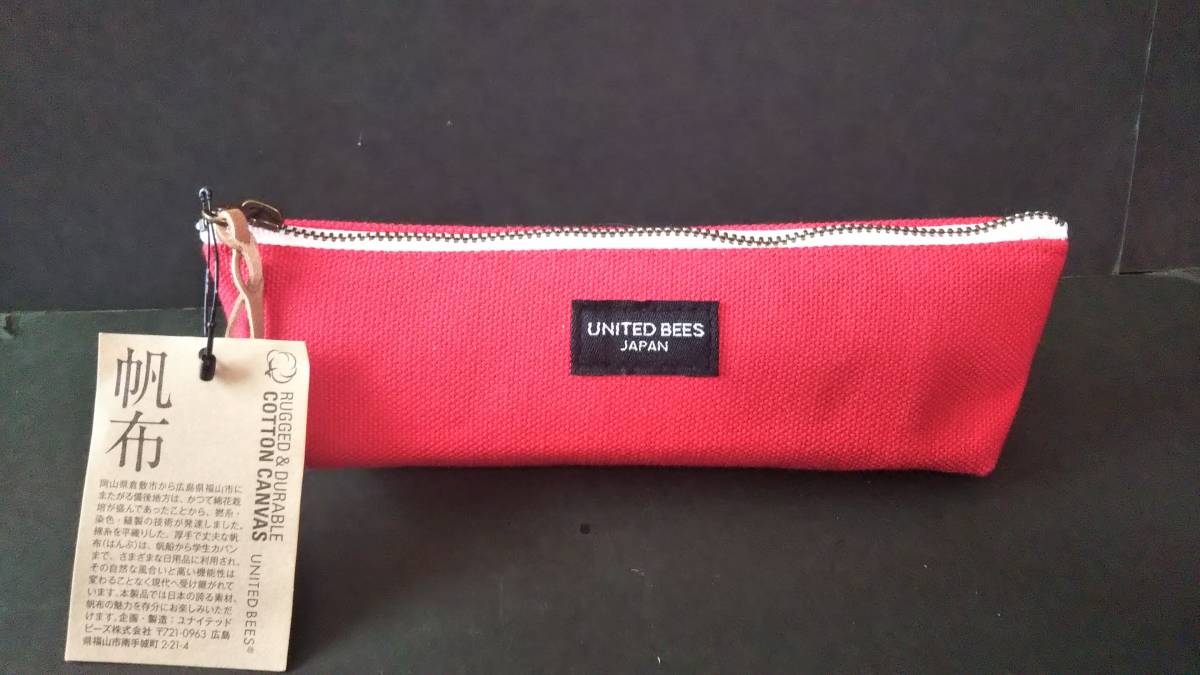 UNITED BEES
JAPAN
帆布
RUGGED & DURABLE
COTTON CANVAS UNITED BEES®
岡山県倉敷市から広島県福山市に
またがる備後地方は、かつて綿花栽
培が盛んであったことから、撚糸・
染色・縫製の技術が発達しました。
撚糸を平織りした、厚手で丈夫な帆
布(はんぷ)は、帆船から学生カバン
まで、さまざまな日用品に利用され、
その自然な風合いと高い機能性は
変わることなく現代へ受け継がれて
います。本製品では日本の誇る素材、
帆布の魅力を存分にお楽しみいただ
けます。企画・製造：ユナイテッド
ビーズ株式会社 〒721-0963 広島
県福山市南手城町2-21-4